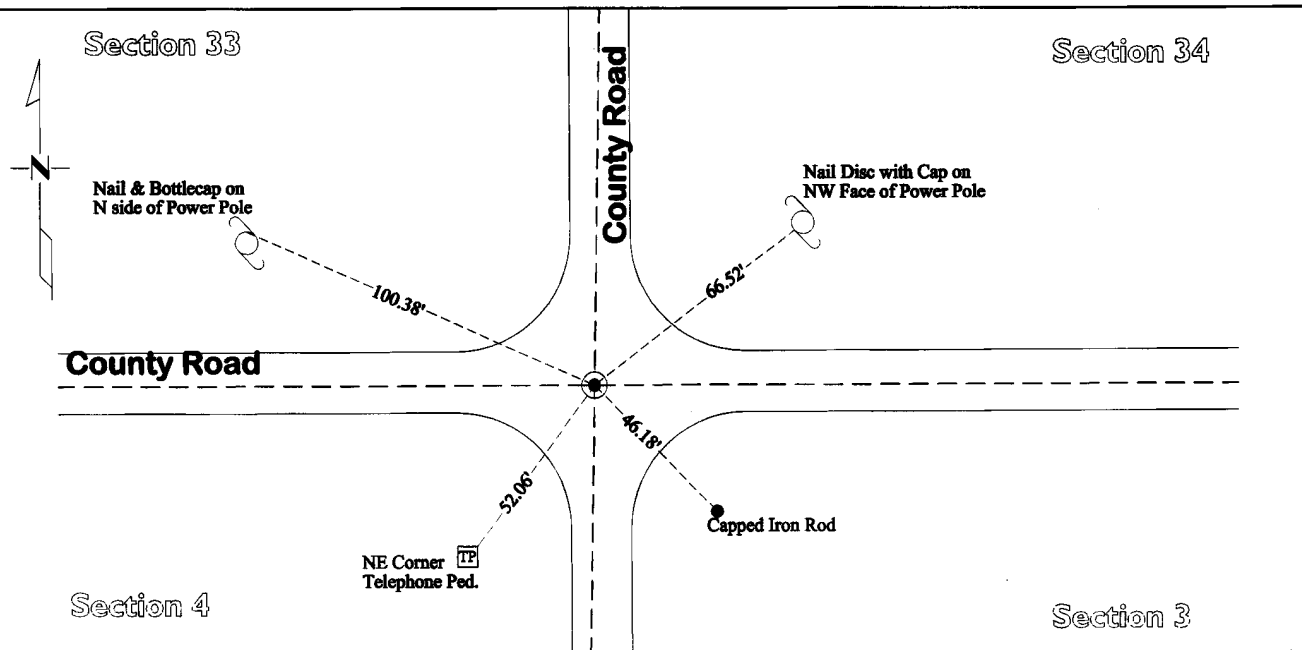 Section 33
Section 34
County Road
N
Nail & Bottlecap on
N side of Power Pole
Nail Disc with Cap on
NW Face of Power Pole
100.38'
66.52'
County Road
46.18'
52.06'
Capped Iron Rod
NE Corner
Telephone Ped.
TP
Section 4
Section 3